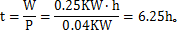 t = W/P = 0.25KW·h/0.04KW = 6.25h。